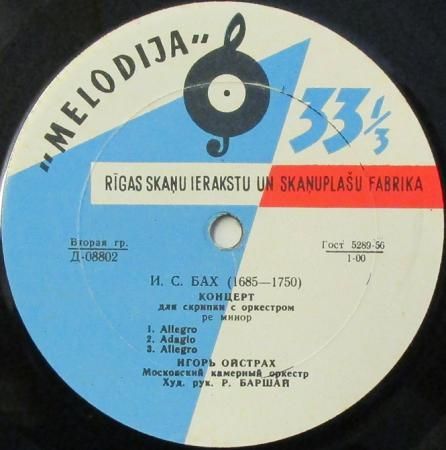 „MELODIJA“
33 1/3
RĪGAS SKAŅU IERAKSTU UN SKAŅUPLAŠU FABRIKA
Вторая гр.
Д-08802
Гост 5289-56
1-00
И. С. БАХ (1685—1750)
КОНЦЕРТ
для скрипки с оркестром
ре минор
1. Allegro
2. Adagio
3. Allegro
ИГОРЬ ОЙСТРАХ
Московский камерный оркестр
Худ. рук. Р. БАРШАЙ